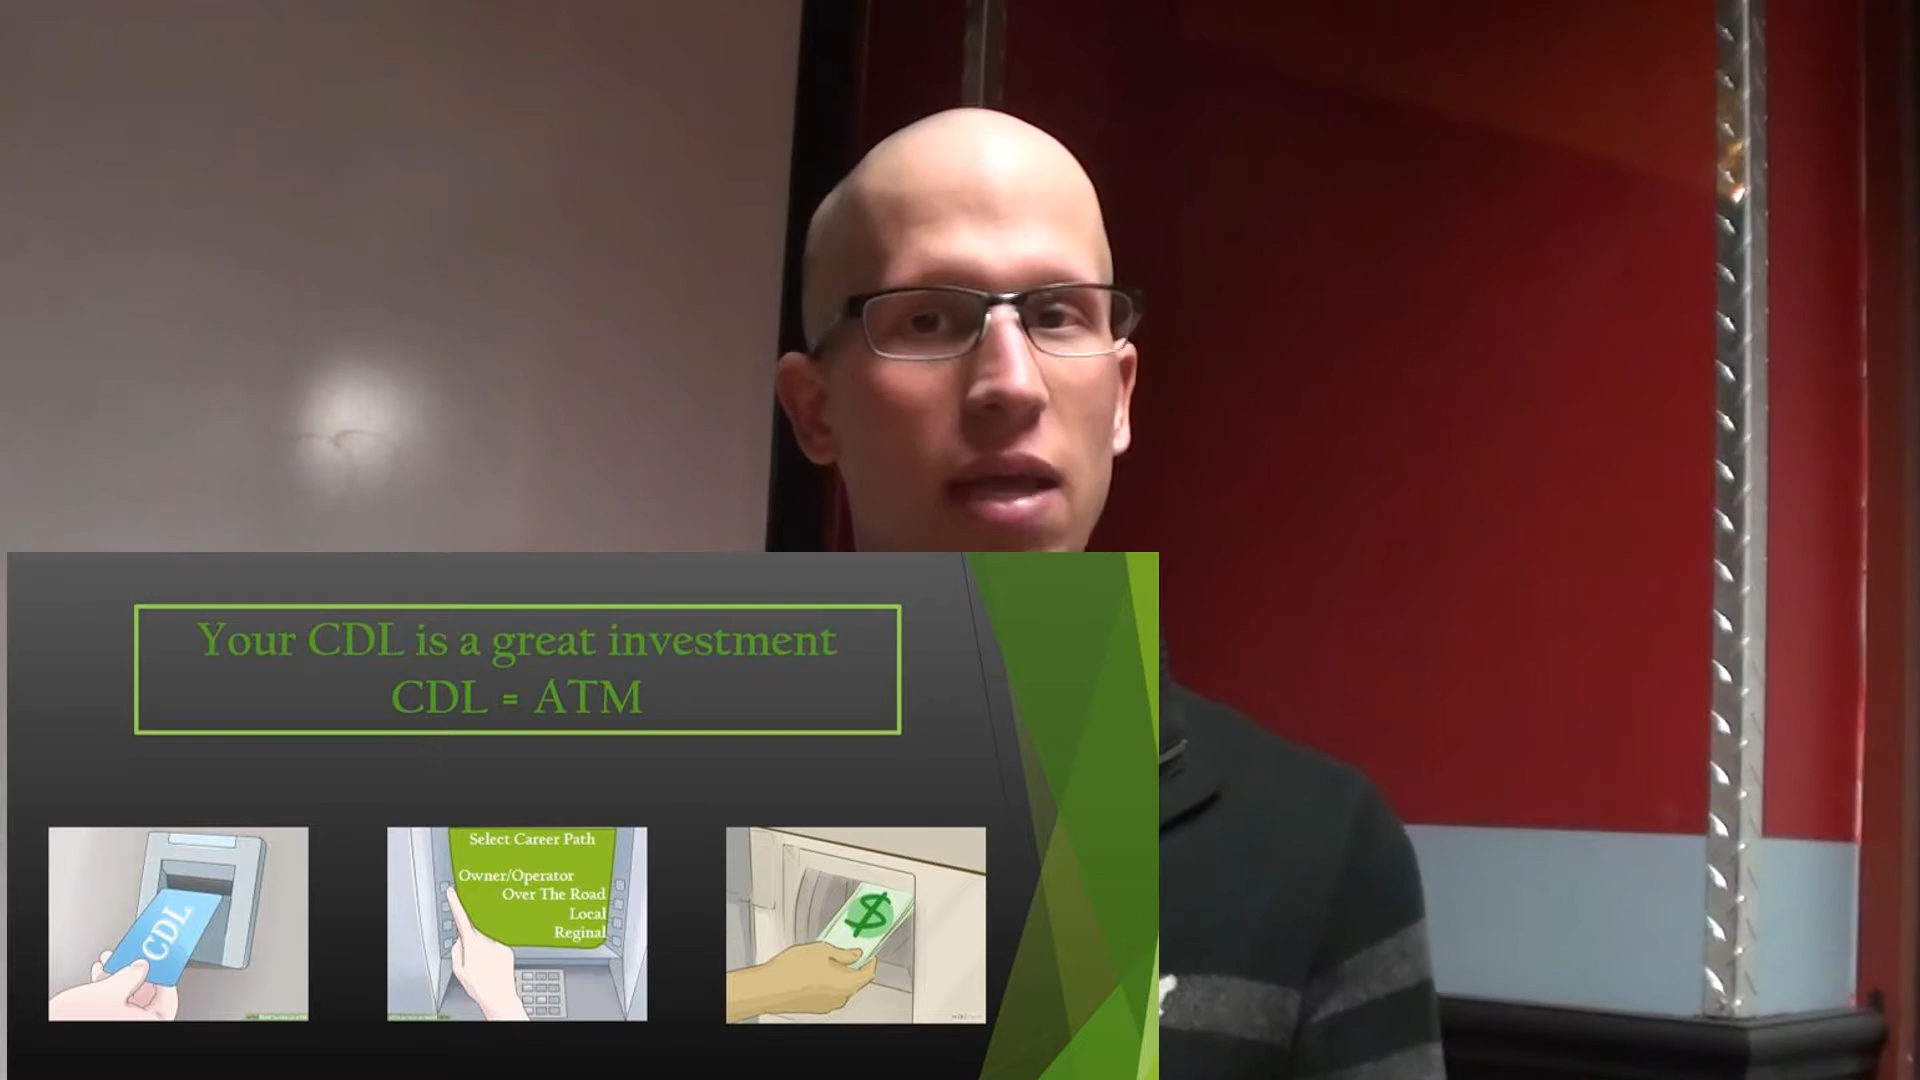 Your CDL is a great investment
CDL = ATM
CDL
Select Career Path
Owner/Operator
Over The Road
Local
Reginal
$